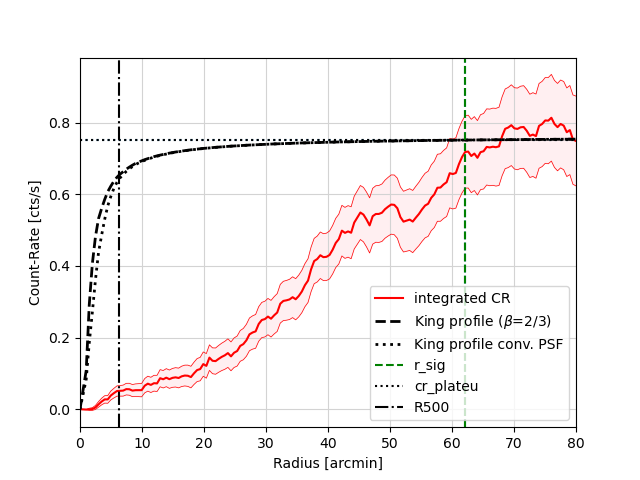 0.8
0.6
0.4
0.2
0.0
Count-Rate [cts/s]
integrated CR
King profile (β=2/3)
King profile conv. PSF
r_sig
cr_plateu
R500
0 10 20 30 40 50 60 70 80
Radius [arcmin]